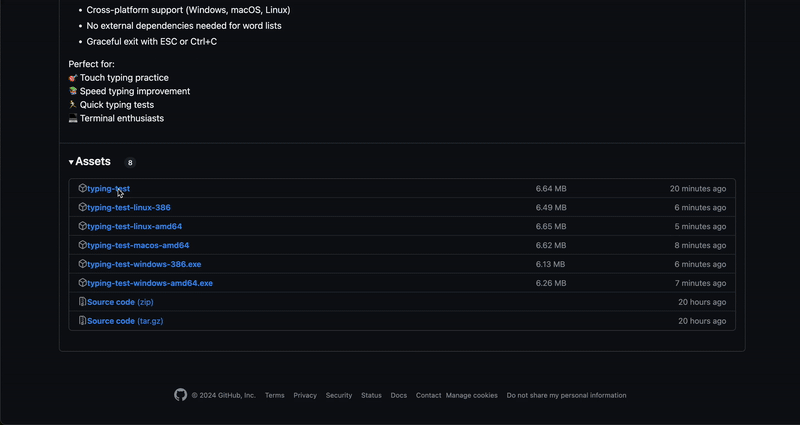 • Cross-platform support (Windows, macOS, Linux)
• No external dependencies needed for word lists
• Graceful exit with ESC or Ctrl+C
Perfect for:
🎯 Touch typing practice
📚 Speed typing improvement
🏃 Quick typing tests
💻 Terminal enthusiasts
▾ Assets 8
typing-test 6.64 MB 20 minutes ago
typing-test-linux-386 6.49 MB 6 minutes ago
typing-test-linux-amd64 6.65 MB 5 minutes ago
typing-test-macos-amd64 6.62 MB 8 minutes ago
typing-test-windows-386.exe 6.13 MB 6 minutes ago
typing-test-windows-amd64.exe 6.26 MB 7 minutes ago
Source code (zip) 20 hours ago
Source code (tar.gz) 20 hours ago
© 2024 GitHub, Inc. Terms Privacy Security Status Docs Contact Manage cookies Do not share my personal information